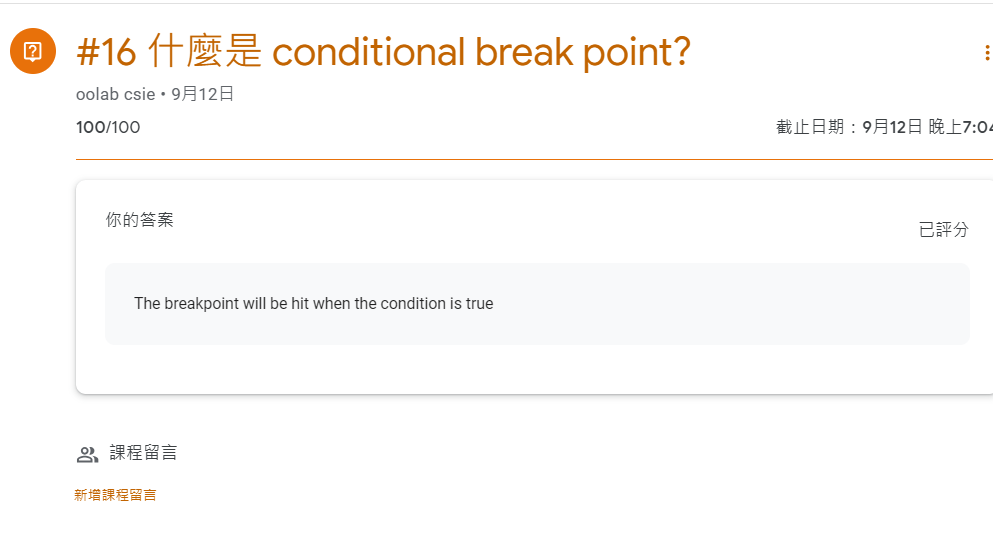 #16 什麼是 conditional break point?
oolab csie • 9月12日
100/100
截止日期：9月12日 晚上7:04
你的答案
已評分
The breakpoint will be hit when the condition is true
課程留言
新增課程留言